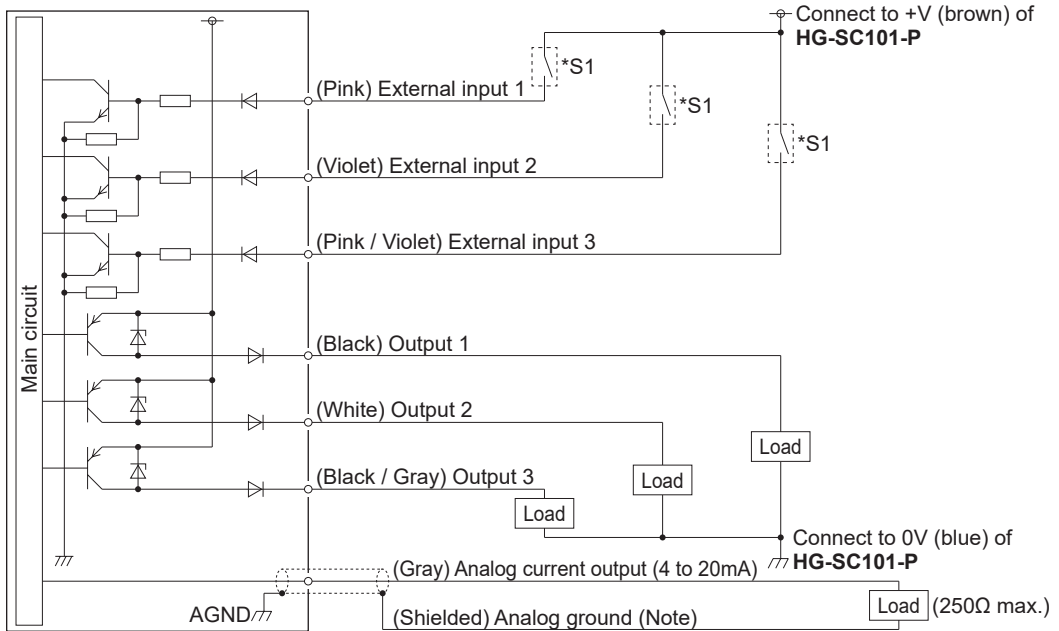 Connect to +V (brown) of
HG-SC101-P
*S1
(Pink) External input 1
*S1
*S1
(Violet) External input 2
(Pink / Violet) External input 3
Main circuit
(Black) Output 1
(White) Output 2
Load
Load
(Black / Gray) Output 3
Load
Connect to 0V (blue) of
HG-SC101-P
(Gray) Analog current output (4 to 20mA)
Load (250Ω max.)
AGND
(Shielded) Analog ground (Note)